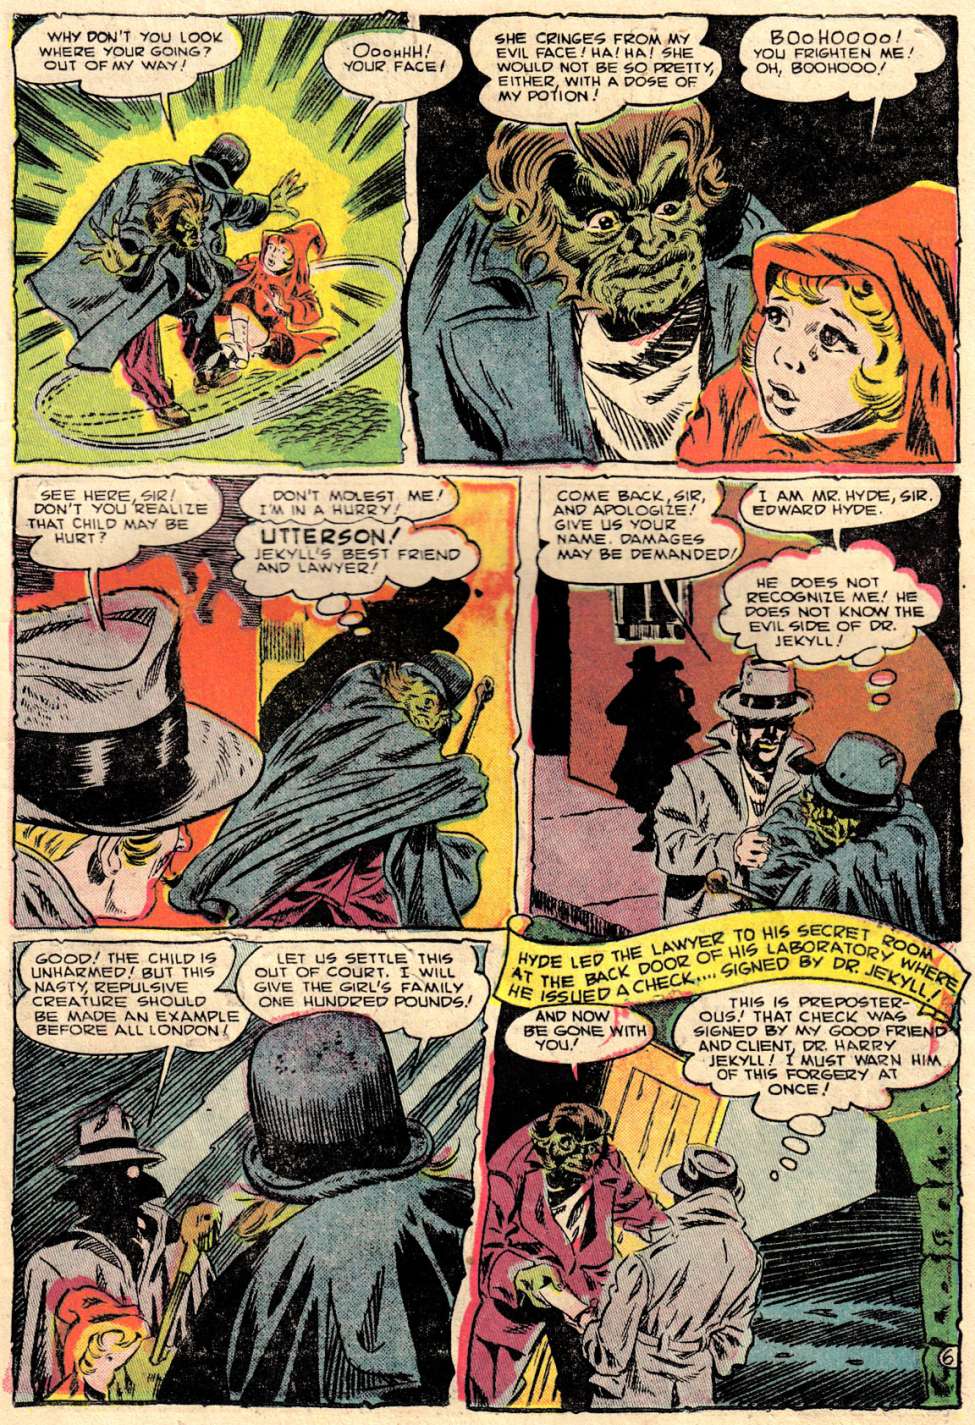 WHY DON'T YOU LOOK
WHERE YOUR GOING?
OUT OF MY WAY!
OOOHHH!
YOUR FACE!
SHE CRINGES FROM MY
EVIL FACE! HA! HA! SHE
WOULD NOT BE SO PRETTY,
EITHER, WITH A DOSE OF
MY POTION!
BOOHOOOO!
YOU FRIGHTEN ME!
OH, BOOHOOO!
SEE HERE, SIR!
DON'T YOU REALIZE
THAT CHILD MAY BE
HURT?
DON'T MOLEST ME!
I'M IN A HURRY!
UTTERSON!
JEKYLL'S BEST FRIEND
AND LAWYER!
COME BACK, SIR,
AND APOLOGIZE!
GIVE US YOUR
NAME. DAMAGES
MAY BE DEMANDED!
I AM MR. HYDE, SIR.
EDWARD HYDE.
HE DOES NOT
RECOGNIZE ME! HE
DOES NOT KNOW THE
EVIL SIDE OF DR.
JEKYLL!
GOOD! THE CHILD IS
UNHARMED! BUT THIS
NASTY, REPULSIVE
CREATURE SHOULD
BE MADE AN EXAMPLE
BEFORE ALL LONDON!
LET US SETTLE THIS
OUT OF COURT. I WILL
GIVE THE GIRL'S FAMILY
ONE HUNDRED POUNDS!
HYDE LED THE LAWYER TO HIS SECRET ROOM
AT THE BACK DOOR OF HIS LABORATORY WHERE
HE ISSUED A CHECK.... SIGNED BY DR. JEKYLL!
AND NOW
BE GONE WITH
YOU!
THIS IS PREPOSTER-
OUS! THAT CHECK WAS
SIGNED BY MY GOOD FRIEND
AND CLIENT, DR. HARRY
JEKYLL! I MUST WARN HIM
OF THIS FORGERY AT
ONCE!
6